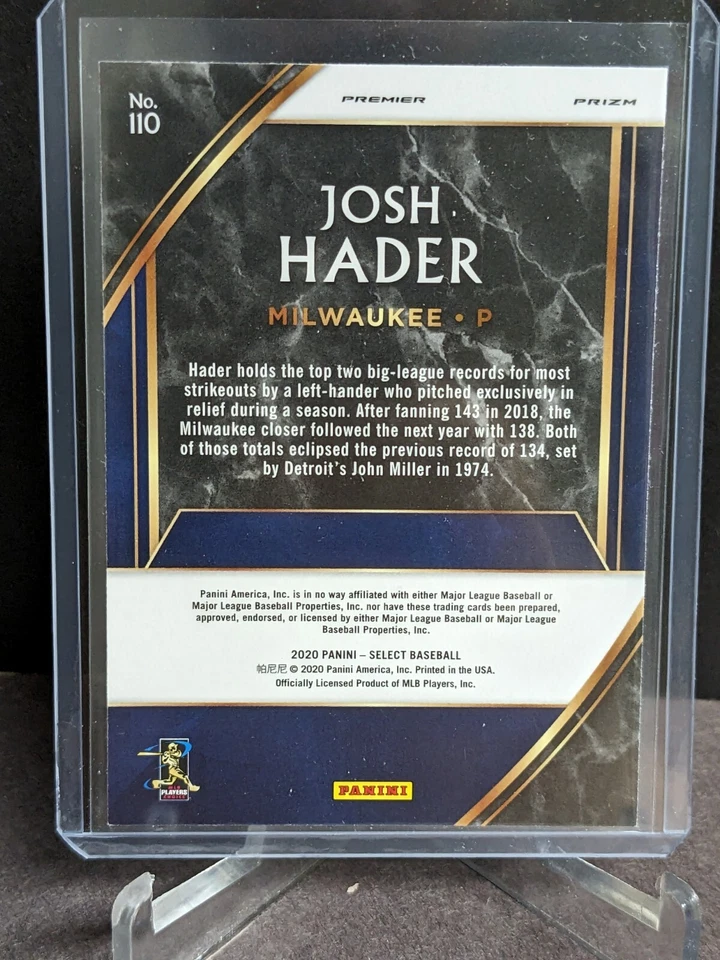 No.
110
PREMIER
PRIZM
JOSH
HADER
MILWAUKEE • P
Hader holds the top two big-league records for most
strikeouts by a left-hander who pitched exclusively in
relief during a season. After fanning 143 in 2018, the
Milwaukee closer followed the next year with 138. Both
of those totals eclipsed the previous record of 134, set
by Detroit's John Miller in 1974.
Panini America, Inc. is in no way affiliated with either Major League Baseball or
Major League Baseball Properties, Inc. nor have these trading cards been prepared,
approved, endorsed, or licensed by either Major League Baseball or Major League
Baseball Properties, Inc.
2020 PANINI – SELECT BASEBALL
帕尼尼 © 2020 Panini America, Inc. Printed in the USA.
Officially Licensed Product of MLB Players, Inc.
MLB
PLAYERS
CHOICE
PANINI